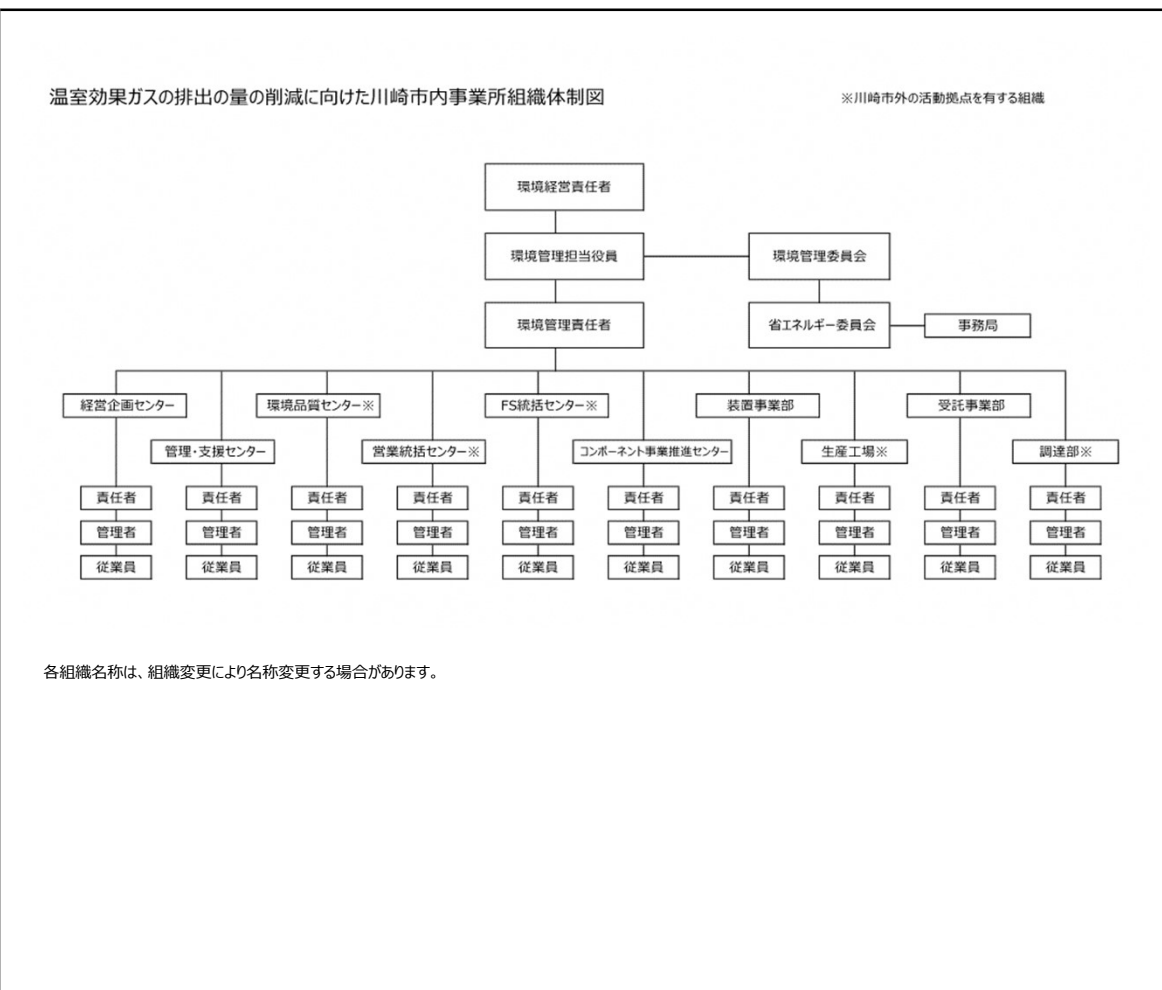 温室効果ガスの排出の量の削減に向けた川崎市内事業所組織体制図
※川崎市外の活動拠点を有する組織
環境経営責任者
環境管理担当役員
環境管理委員会
環境管理責任者
省エネルギー委員会
事務局
経営企画センター
環境品質センター※
FS統括センター※
装置事業部
受託事業部
管理・支援センター
営業統括センター※
コンポーネント事業推進センター
生産工場※
調達部※
責任者 責任者 責任者 責任者 責任者 責任者 責任者 責任者 責任者 責任者
管理者 管理者 管理者 管理者 管理者 管理者 管理者 管理者 管理者 管理者
従業員 従業員 従業員 従業員 従業員 従業員 従業員 従業員 従業員 従業員
各組織名称は、組織変更により名称変更する場合があります。